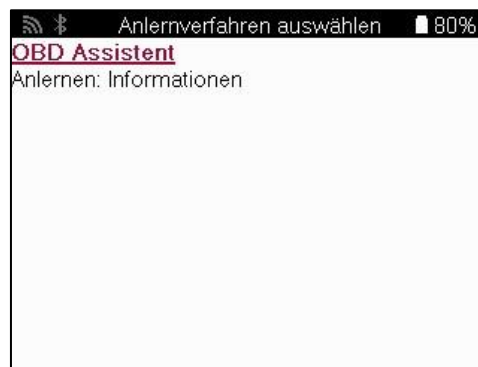 Anlernverfahren auswählen 80%
OBD Assistent
Anlernen: Informationen